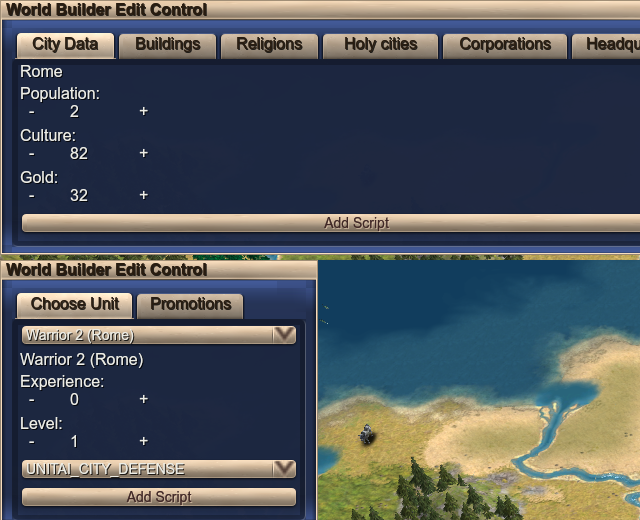 World Builder Edit Control
City Data Buildings Religions Holy cities Corporations Headqu
Rome
Population:
- 2 +
Culture:
- 82 +
Gold:
- 32 +
Add Script
World Builder Edit Control
Choose Unit Promotions
Warrior 2 (Rome)
Warrior 2 (Rome)
Experience:
- 0 +
Level:
- 1 +
UNITAI_CITY_DEFENSE
Add Script